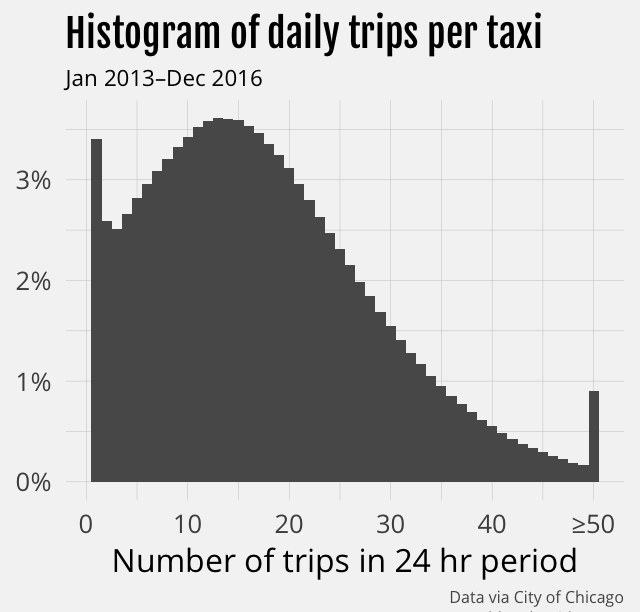 Histogram of daily trips per taxi
Jan 2013–Dec 2016
3%
2%
1%
0%
0 10 20 30 40 ≥50
Number of trips in 24 hr period
Data via City of Chicago